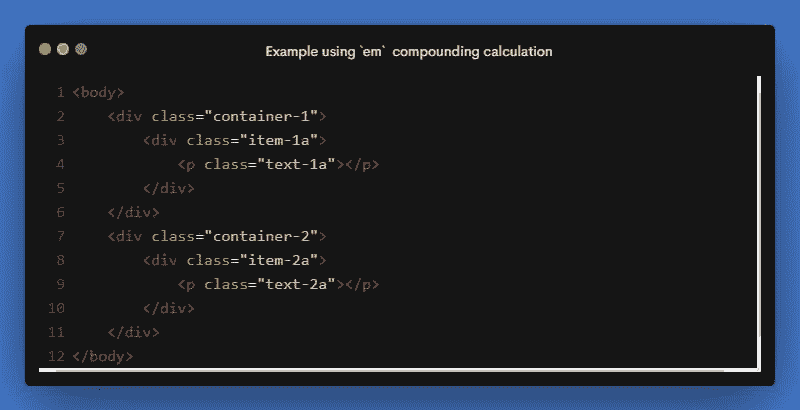 Example using `em` compounding calculation
1 <body>
2     <div class="container-1">
3         <div class="item-1a">
4             <p class="text-1a"></p>
5         </div>
6     </div>
7     <div class="container-2">
8         <div class="item-2a">
9             <p class="text-2a"></p>
10         </div>
11     </div>
12 </body>